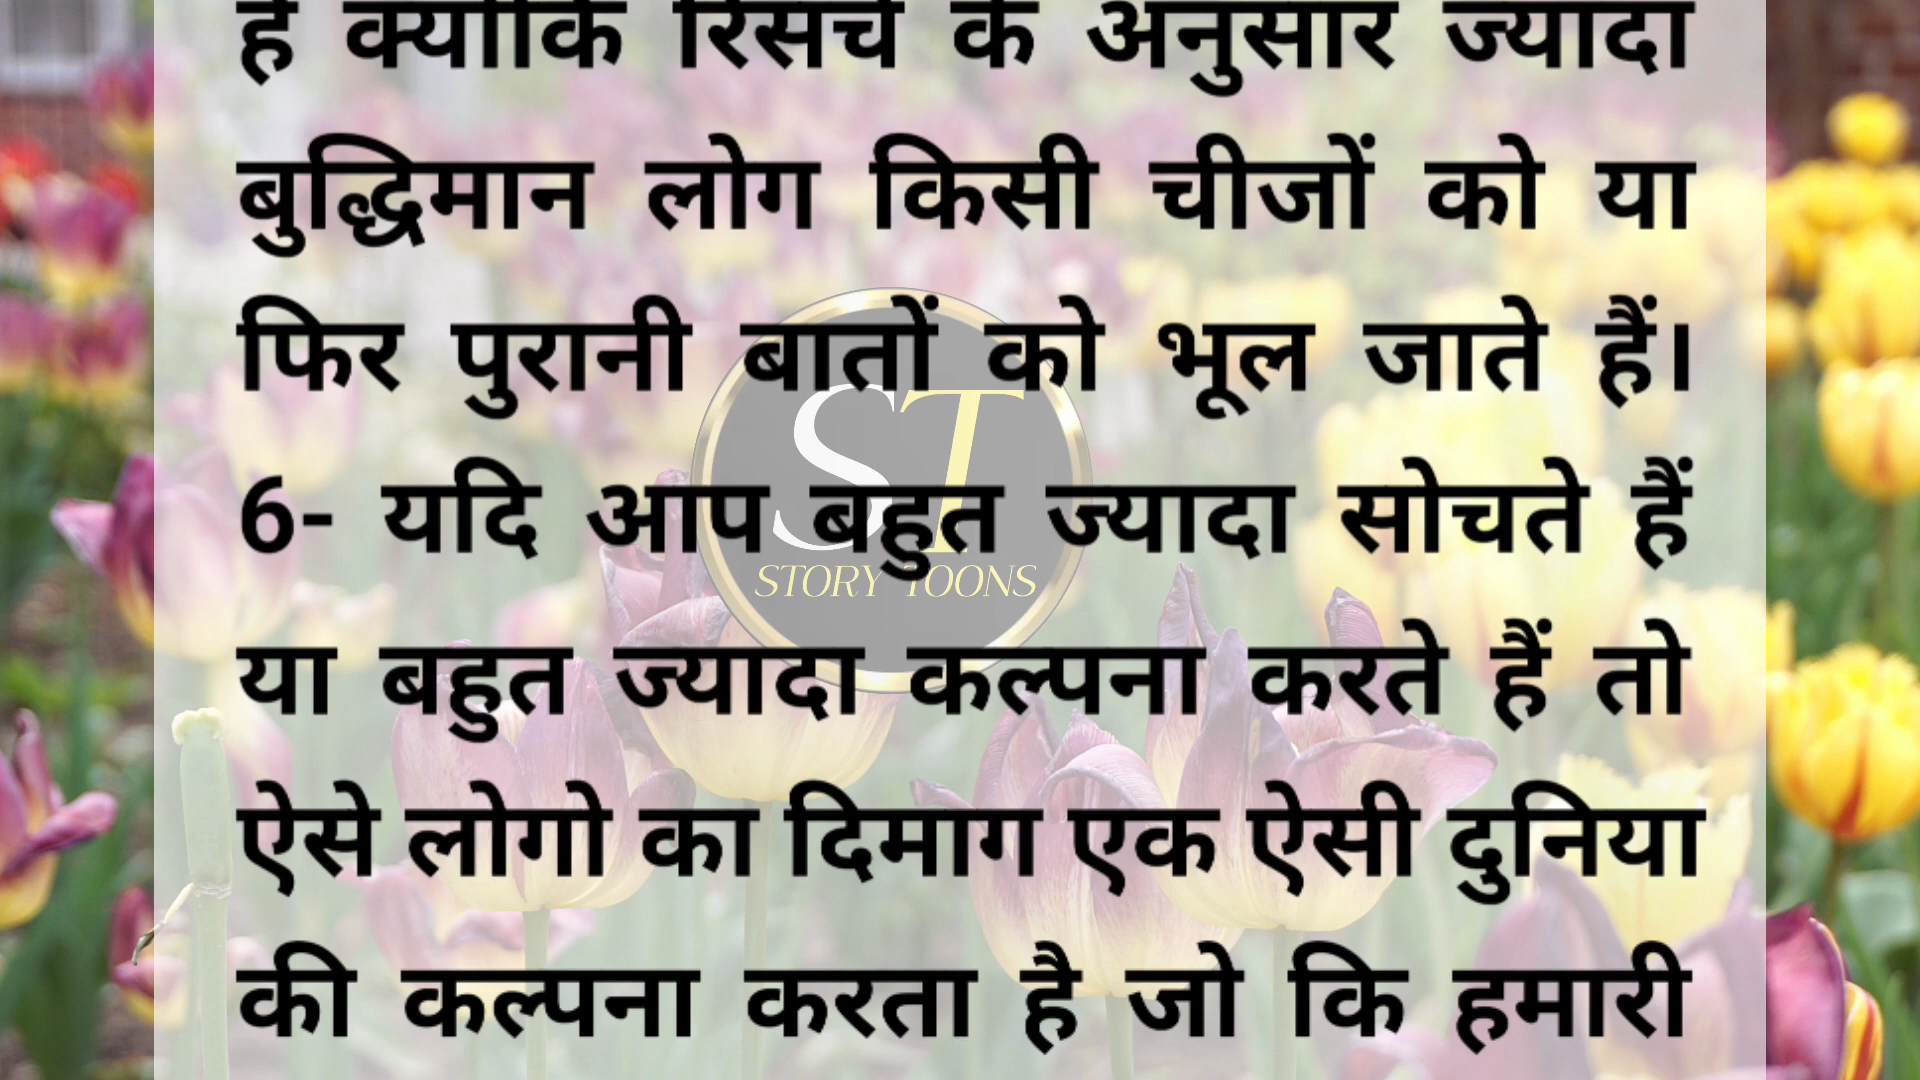 है क्योंकि रिसर्च के अनुसार ज्यादा
बुद्धिमान लोग किसी चीजों को या
फिर पुरानी बातों को भूल जाते हैं।
6- यदि आप बहुत ज्यादा सोचते हैं
या बहुत ज्यादा कल्पना करते हैं तो
ऐसे लोगो का दिमाग एक ऐसी दुनिया
की कल्पना करता है जो कि हमारी
ST
STORY TOONS